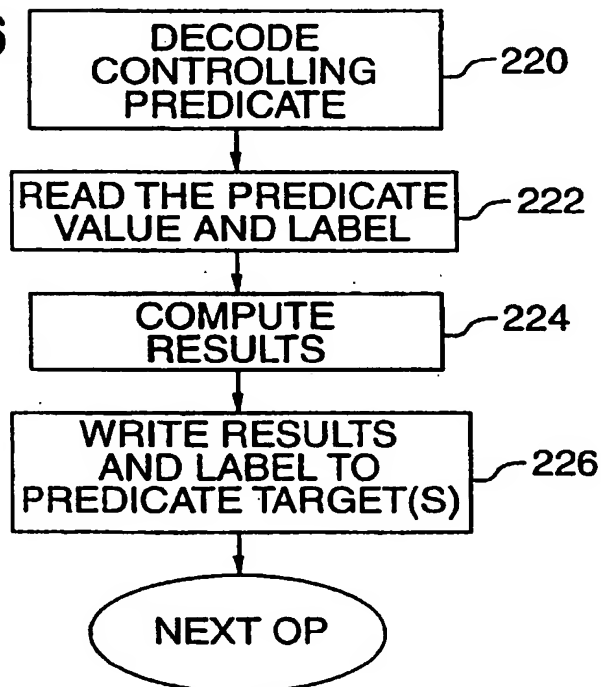 6
DECODE
CONTROLLING
PREDICATE
220
READ THE PREDICATE
VALUE AND LABEL
222
COMPUTE
RESULTS
224
WRITE RESULTS
AND LABEL TO
PREDICATE TARGET(S)
226
NEXT OP